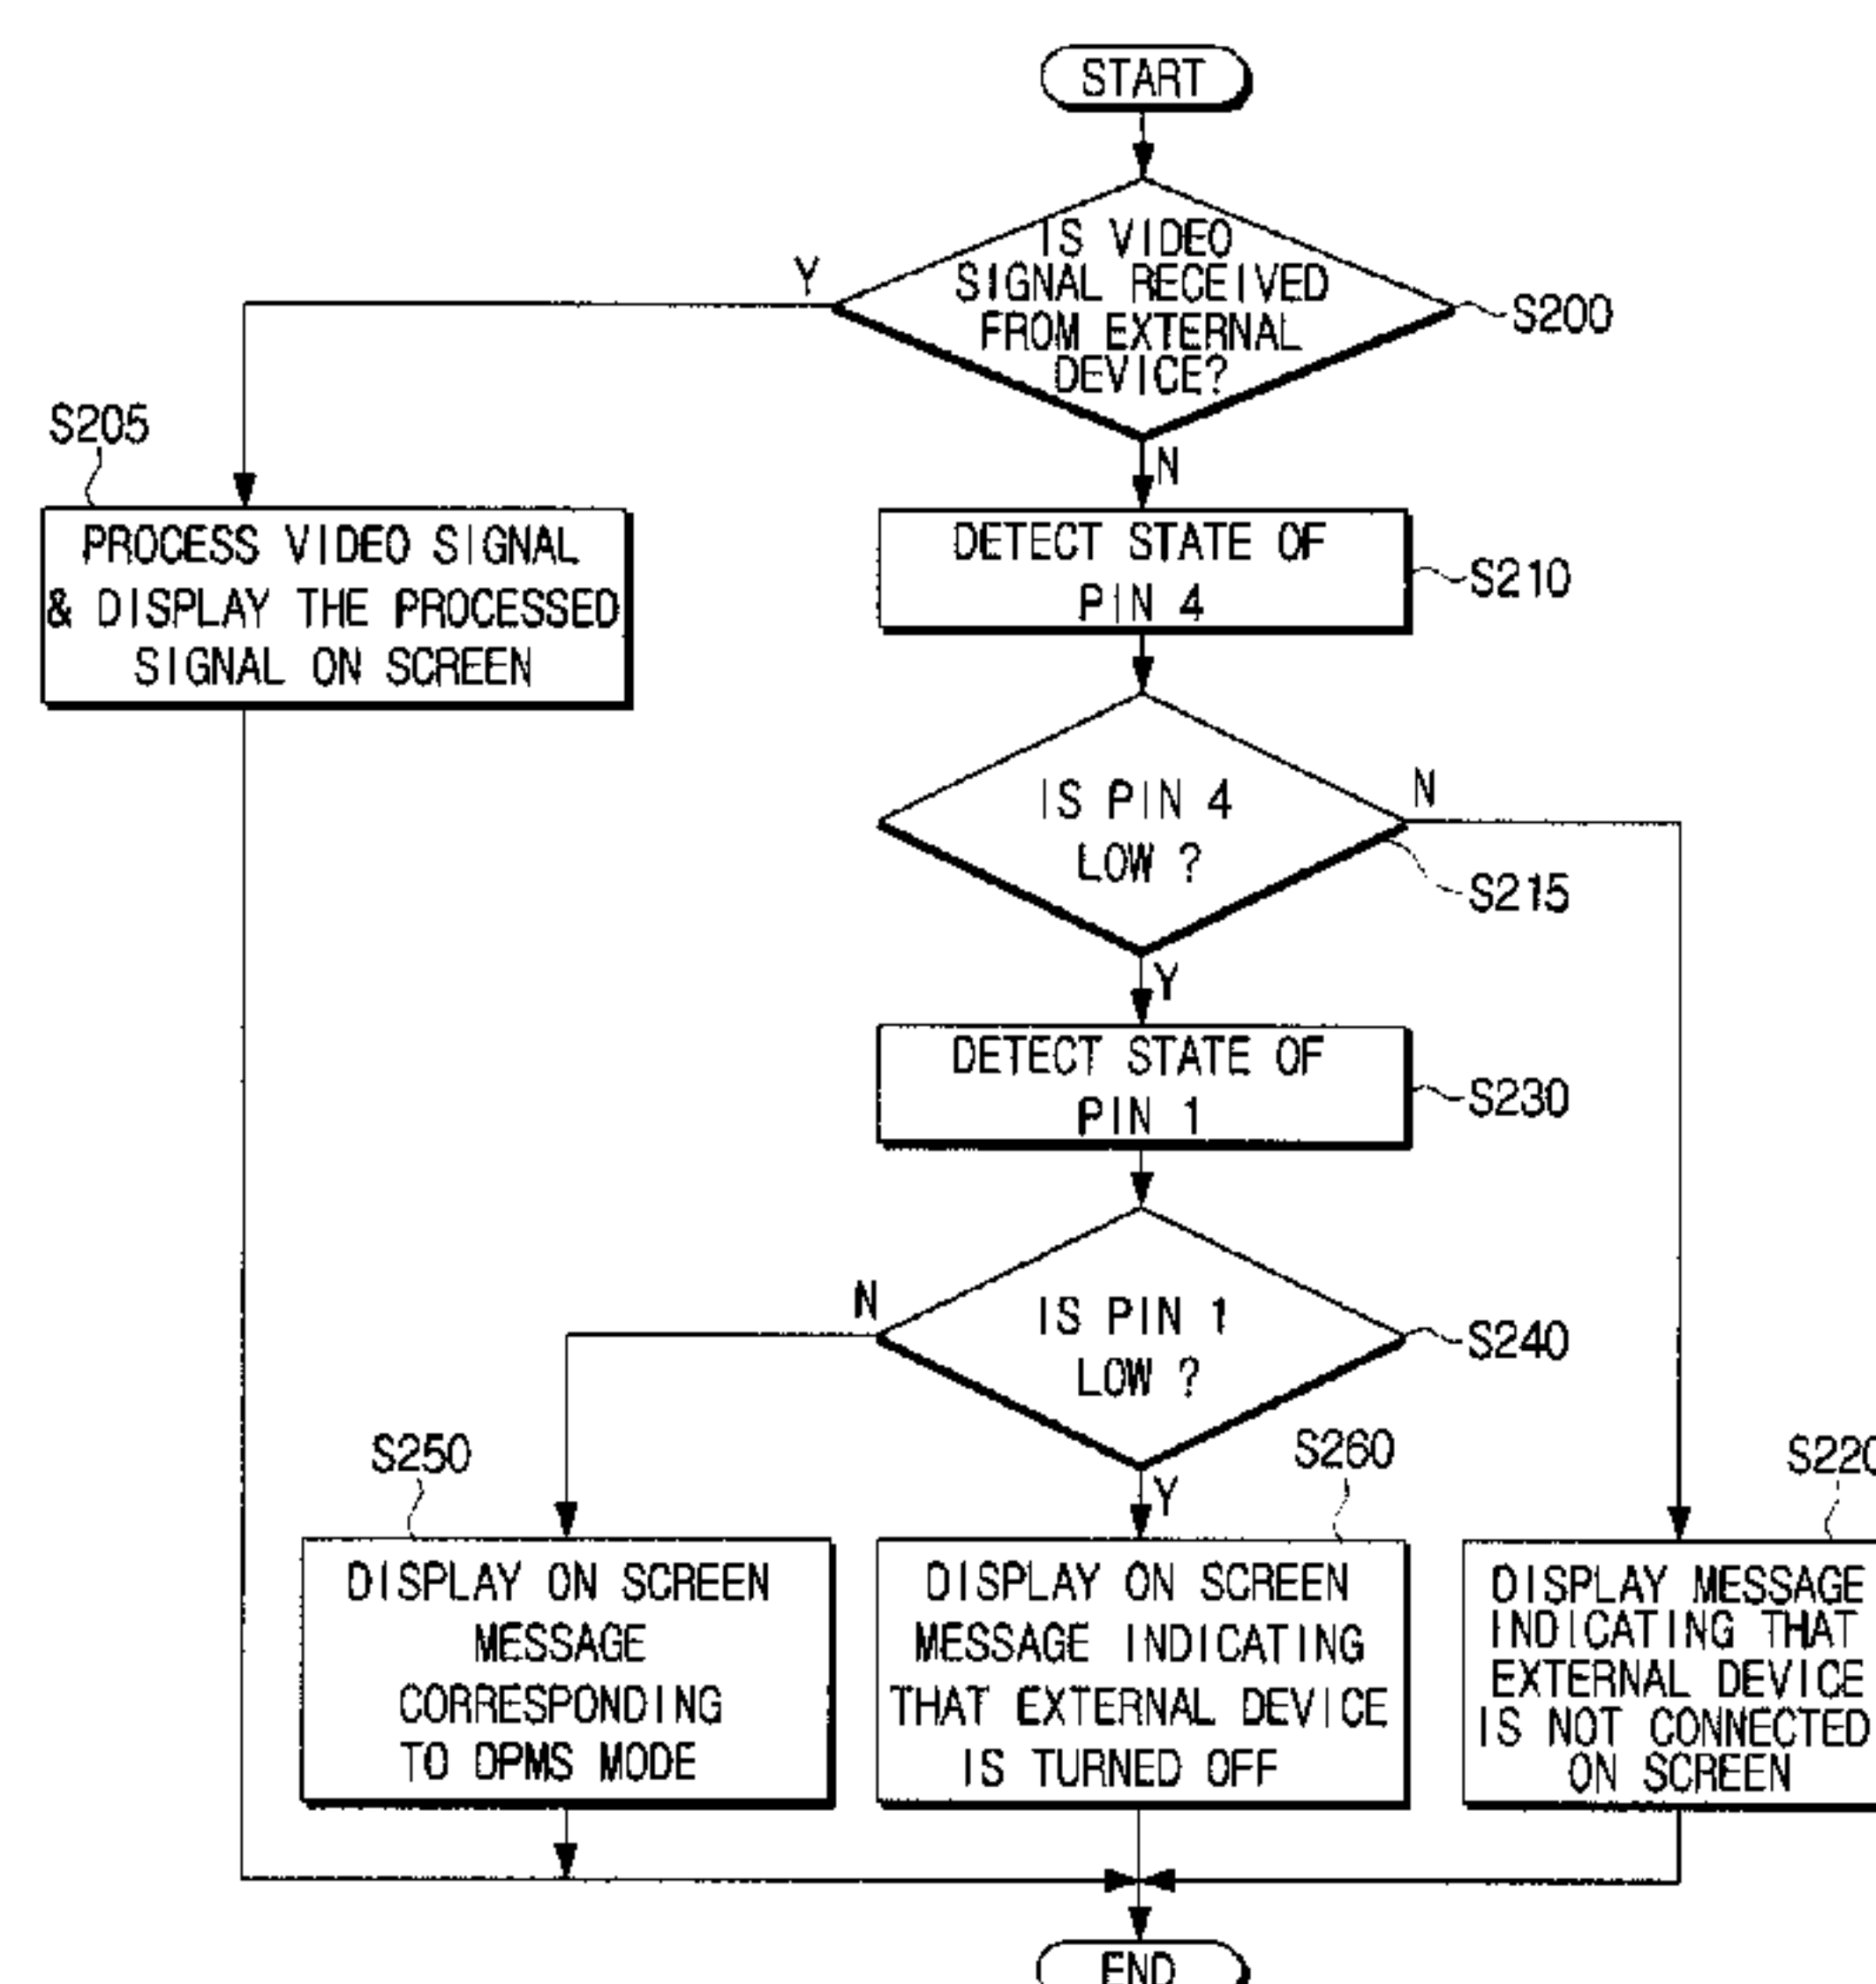 START
IS VIDEO
SIGNAL RECEIVED
FROM EXTERNAL
DEVICE?
Y
S200
N
S205
PROCESS VIDEO SIGNAL
& DISPLAY THE PROCESSED
SIGNAL ON SCREEN
DETECT STATE OF
PIN 4
S210
IS PIN 4
LOW ?
N
S215
Y
DETECT STATE OF
PIN 1
S230
IS PIN 1
LOW ?
N
S240
Y
S250
DISPLAY ON SCREEN
MESSAGE
CORRESPONDING
TO DPMS MODE
S260
DISPLAY ON SCREEN
MESSAGE INDICATING
THAT EXTERNAL DEVICE
IS TURNED OFF
S220
DISPLAY MESSAGE
INDICATING THAT
EXTERNAL DEVICE
IS NOT CONNECTED
ON SCREEN
END